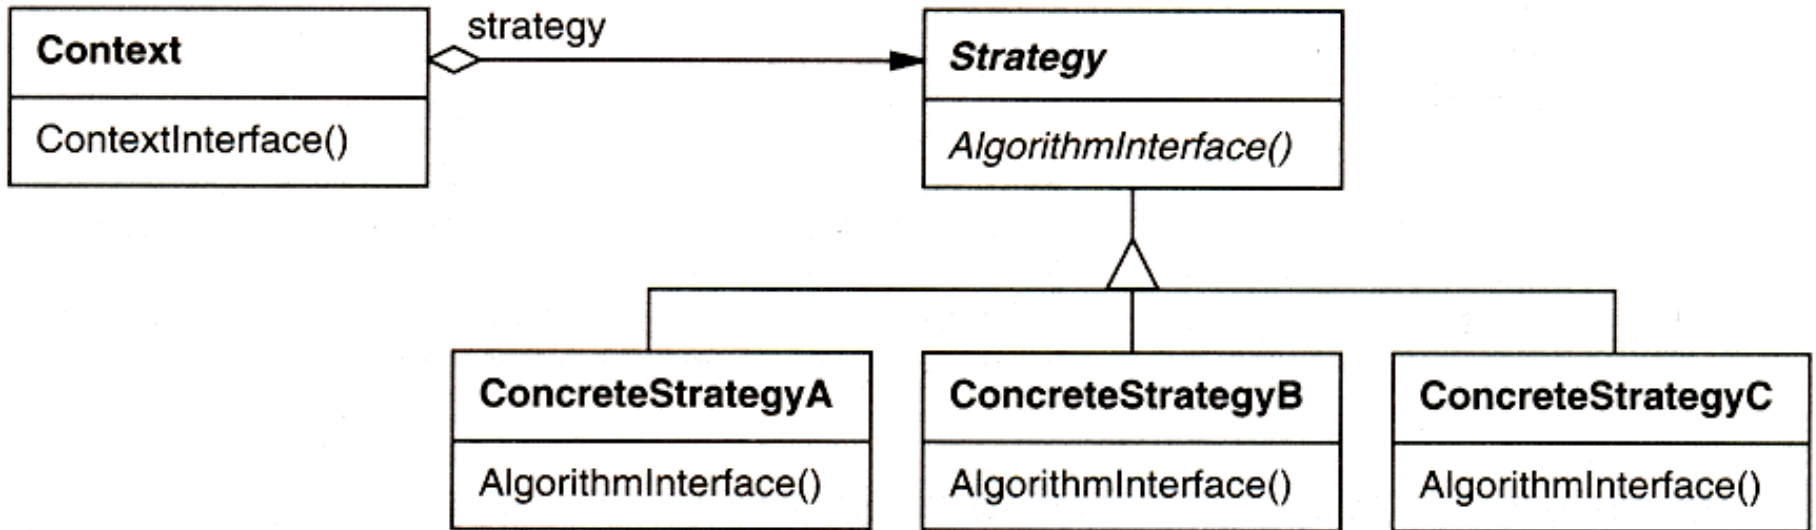 strategy
Context
Strategy
ContextInterface()
AlgorithmInterface()
ConcreteStrategyA
ConcreteStrategyB
ConcreteStrategyC
AlgorithmInterface()
AlgorithmInterface()
AlgorithmInterface()